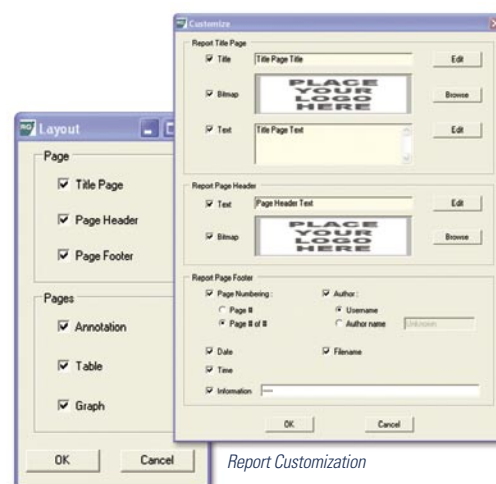 Customize
Report Title Page
Title
Title Page Title
Edit
Bitmap
PLACE
YOUR
LOGO
HERE
Browse
Text
Title Page Text
Edit
Report Page Header
Text
Page Header Text
Edit
Bitmap
PLACE
YOUR
LOGO
HERE
Browse
Report Page Footer
Page Numbering :
Author :
Page #
Username
Page # of #
Author name
Unknown
Date
Filename
Time
Information
----
OK
Cancel
Layout
Page
Title Page
Page Header
Page Footer
Pages
Annotation
Table
Graph
OK
Cancel
Report Customization